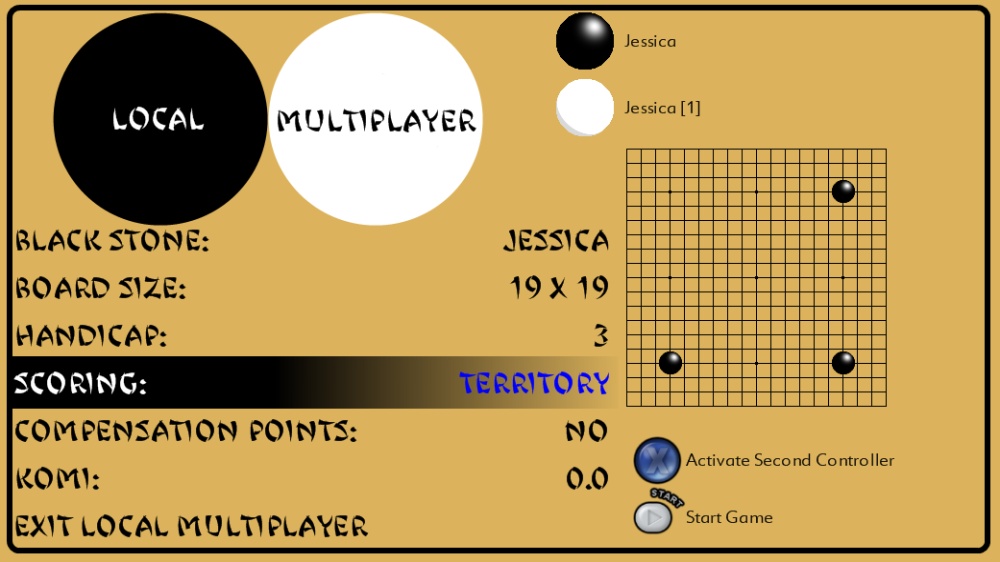 LOCAL
MULTIPLAYER
Jessica
Jessica [1]
BLACK STONE: JESSICA
BOARD SIZE: 19 X 19
HANDICAP: 3
SCORING: TERRITORY
COMPENSATION POINTS: NO
KOMI: 0.0
EXIT LOCAL MULTIPLAYER
X Activate Second Controller
START
Start Game